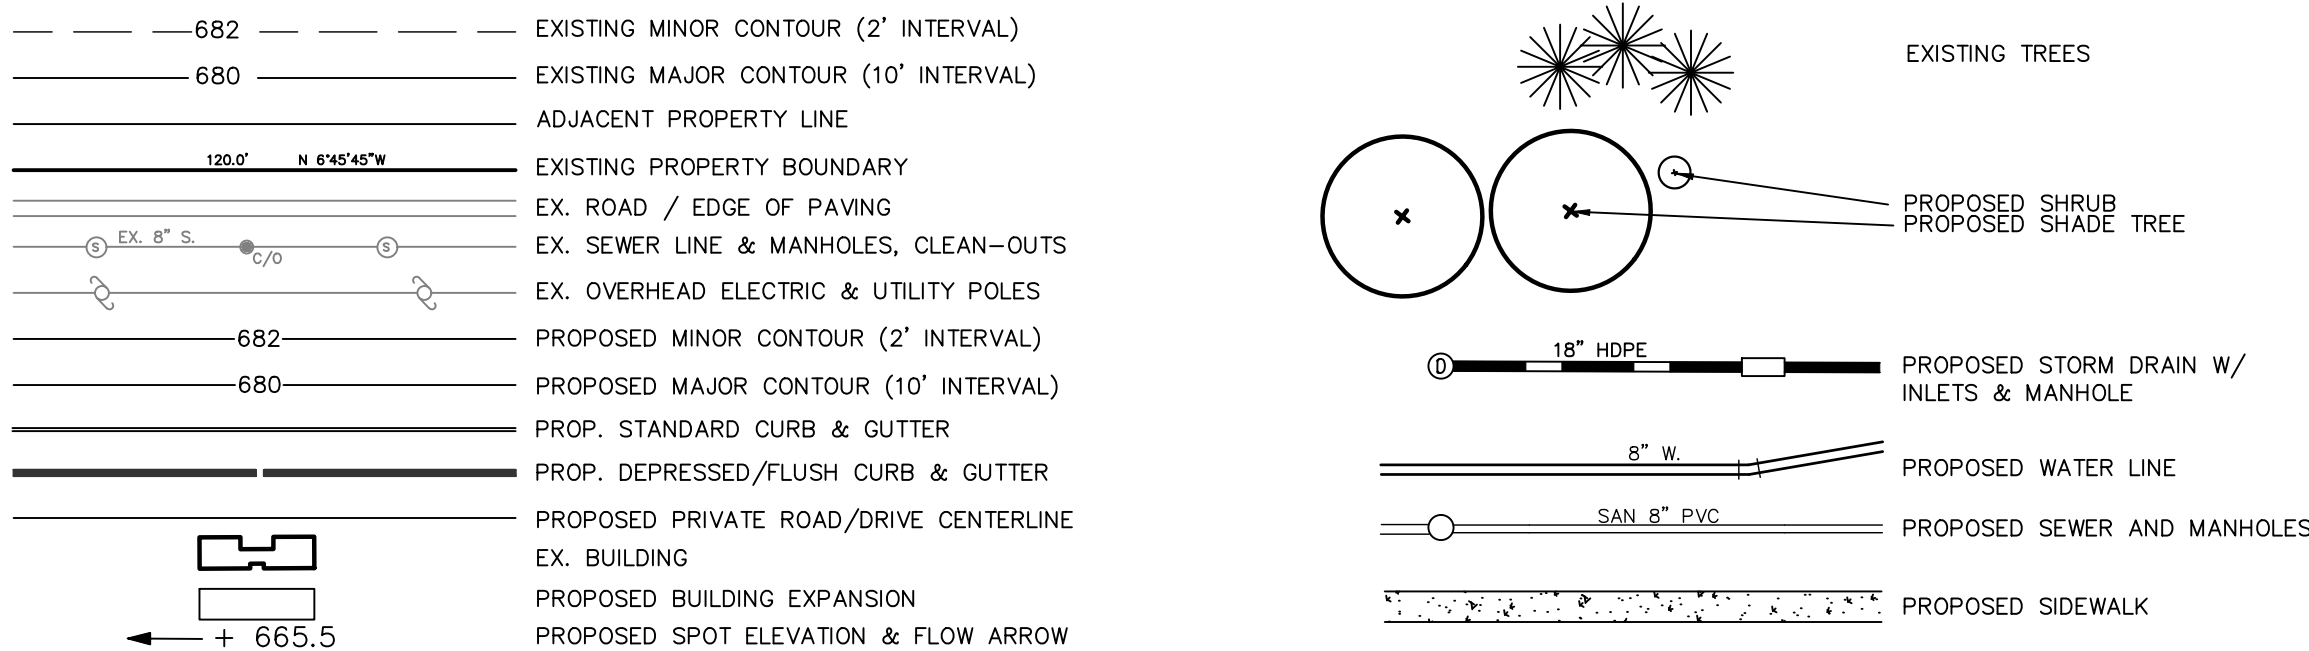 682 EXISTING MINOR CONTOUR (2' INTERVAL)
680 EXISTING MAJOR CONTOUR (10' INTERVAL)
ADJACENT PROPERTY LINE
120.0' N 6°45'45"W EXISTING PROPERTY BOUNDARY
EX. ROAD / EDGE OF PAVING
S EX. 8" S. C/O S EX. SEWER LINE & MANHOLES, CLEAN-OUTS
EX. OVERHEAD ELECTRIC & UTILITY POLES
682 PROPOSED MINOR CONTOUR (2' INTERVAL)
680 PROPOSED MAJOR CONTOUR (10' INTERVAL)
PROP. STANDARD CURB & GUTTER
PROP. DEPRESSED/FLUSH CURB & GUTTER
PROPOSED PRIVATE ROAD/DRIVE CENTERLINE
EX. BUILDING
PROPOSED BUILDING EXPANSION
+ 665.5 PROPOSED SPOT ELEVATION & FLOW ARROW
EXISTING TREES
PROPOSED SHRUB
PROPOSED SHADE TREE
D 18" HDPE PROPOSED STORM DRAIN W/
INLETS & MANHOLE
8" W. PROPOSED WATER LINE
SAN 8" PVC PROPOSED SEWER AND MANHOLES
PROPOSED SIDEWALK